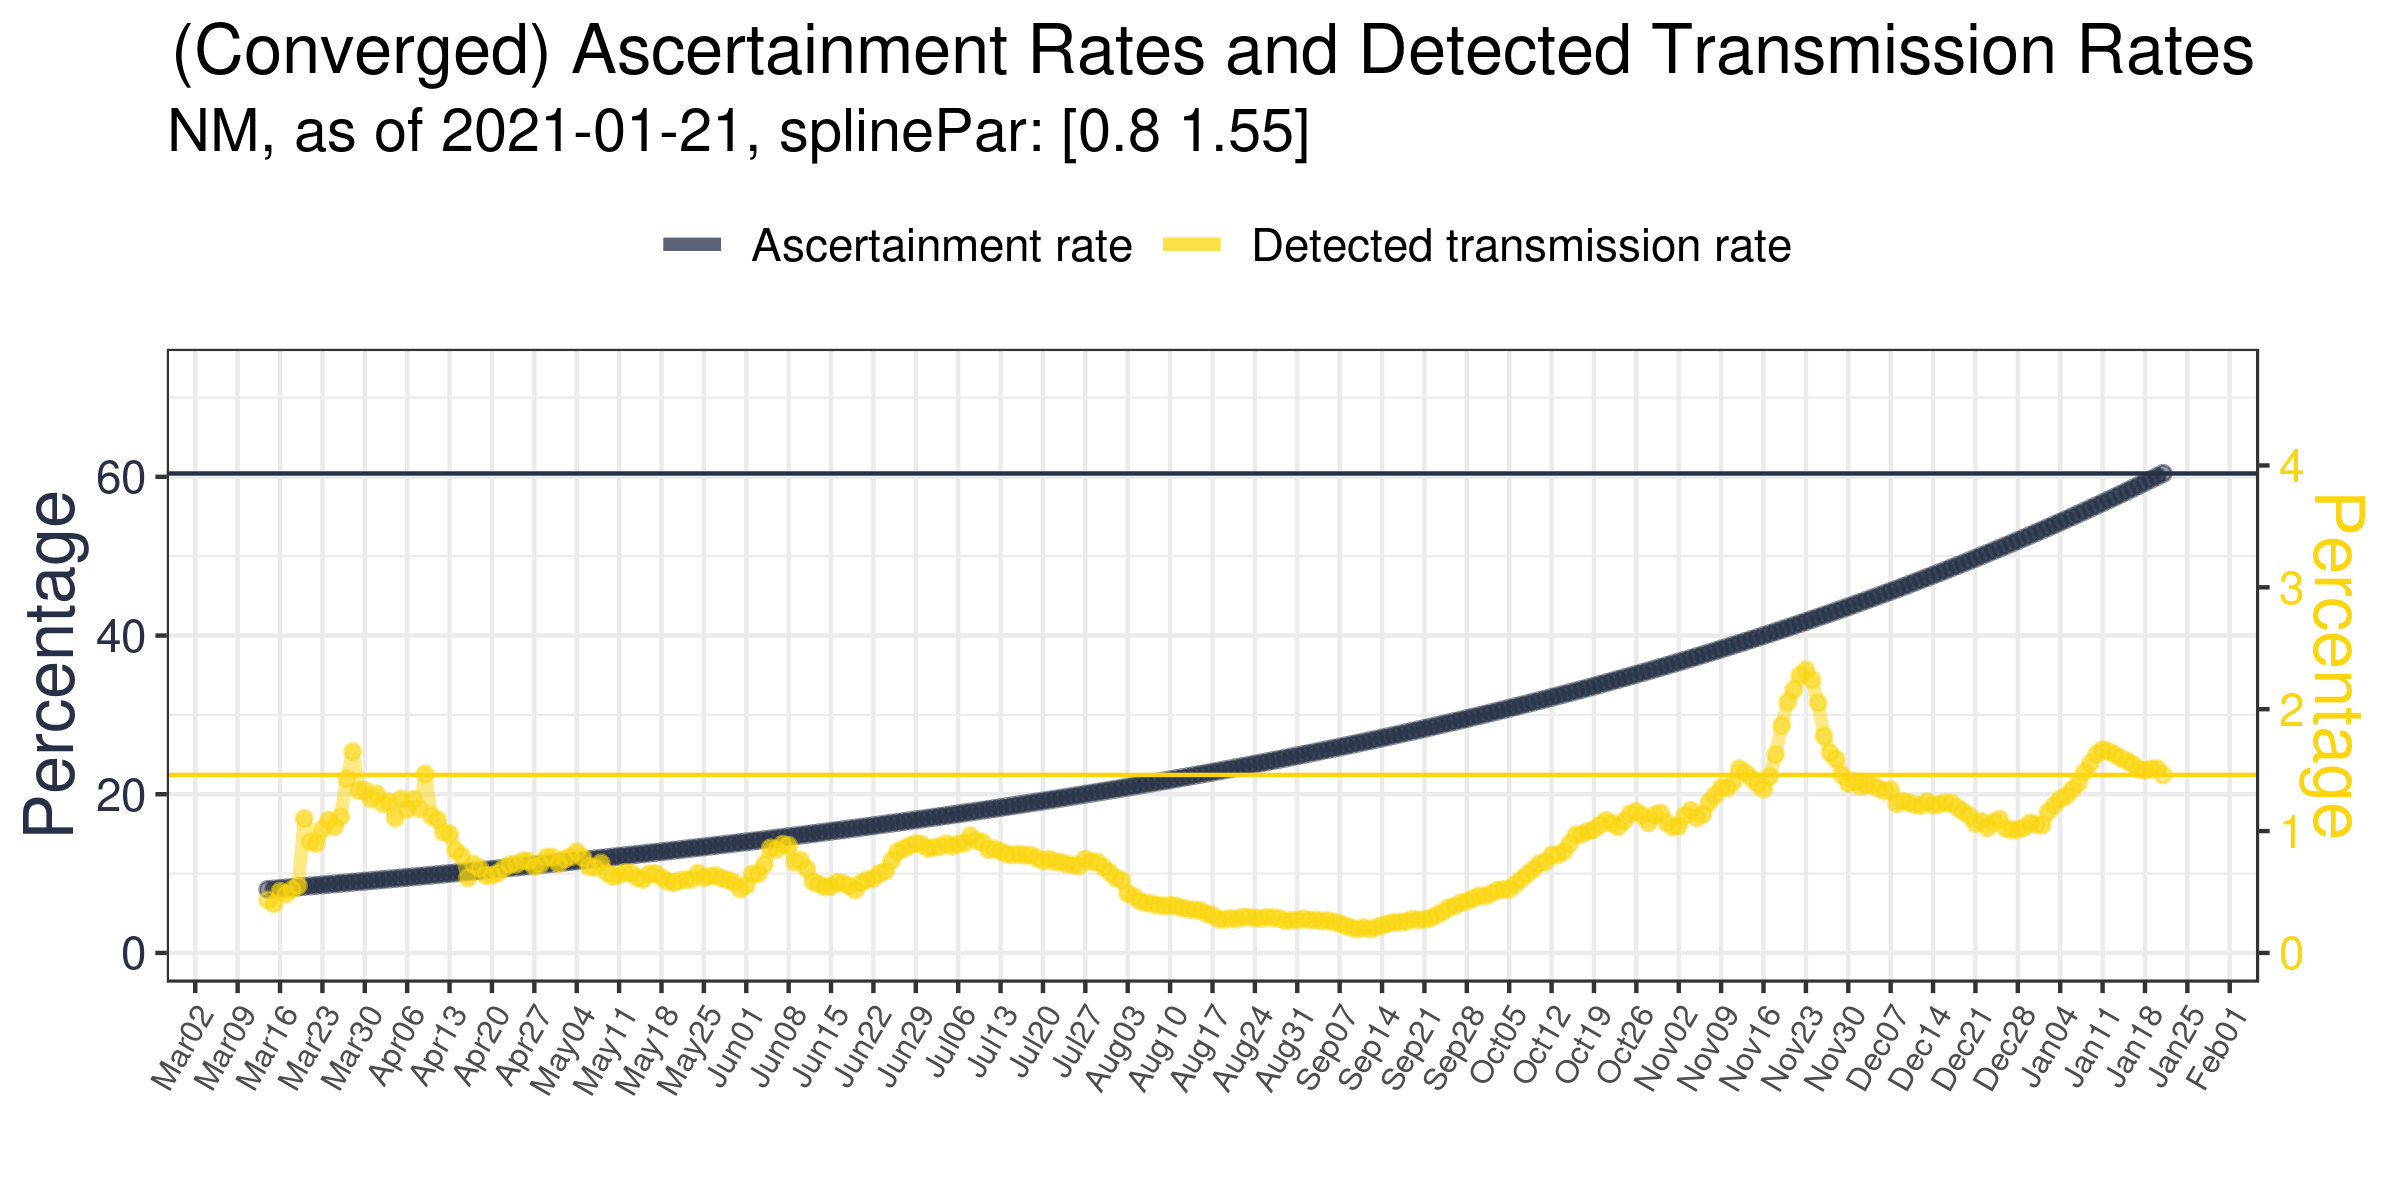 (Converged) Ascertainment Rates and Detected Transmission Rates
NM, as of 2021-01-21, splinePar: [0.8 1.55]
Ascertainment rate
Detected transmission rate
Percentage
60
40
20
0
4
3
2
1
0
Percentage
Mar02
Mar09
Mar16
Mar23
Mar30
Apr06
Apr13
Apr20
Apr27
May04
May11
May18
May25
Jun01
Jun08
Jun15
Jun22
Jun29
Jul06
Jul13
Jul20
Jul27
Aug03
Aug10
Aug17
Aug24
Aug31
Sep07
Sep14
Sep21
Sep28
Oct05
Oct12
Oct19
Oct26
Nov02
Nov09
Nov16
Nov23
Nov30
Dec07
Dec14
Dec21
Dec28
Jan04
Jan11
Jan18
Jan25
Feb01